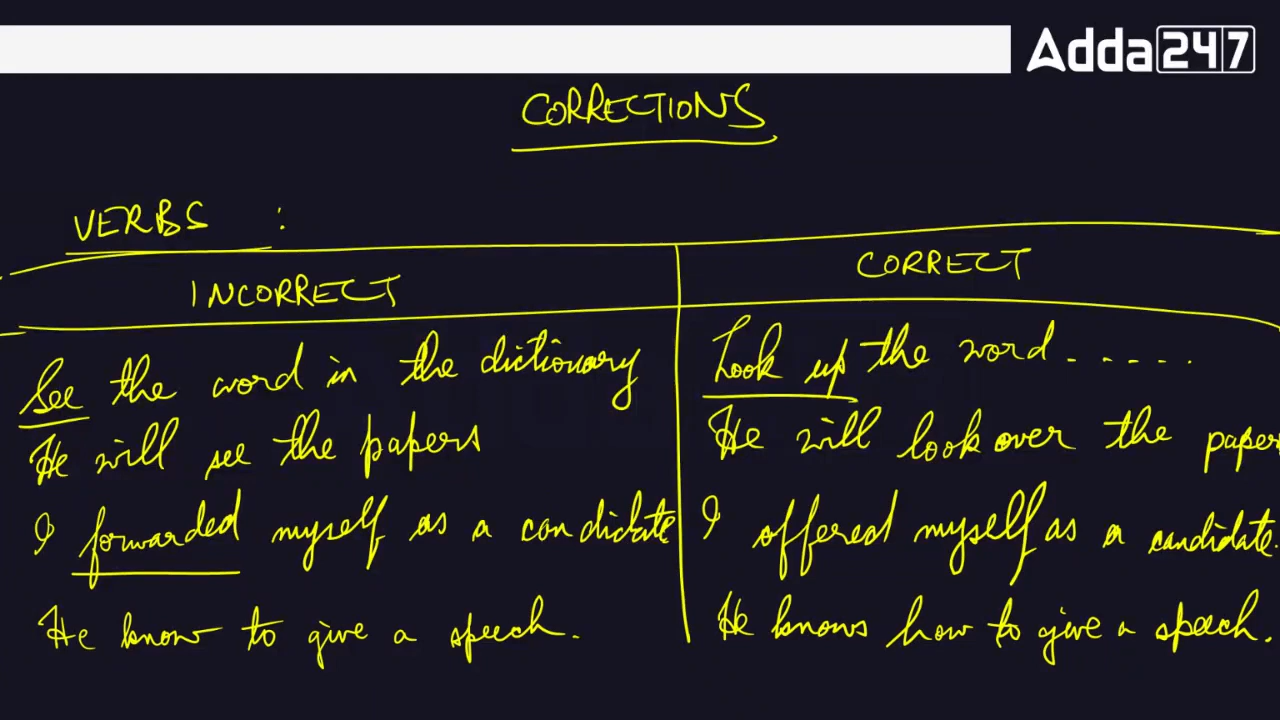 Adda247
CORRECTIONS
VERBS :
INCORRECT
CORRECT
See the word in the dictionary
Look up the word . . . . . .
He will see the papers
He will look over the paper
I forwarded myself as a candidate
I offered myself as a candidate.
He know to give a speech.
He knows how to give a speech.